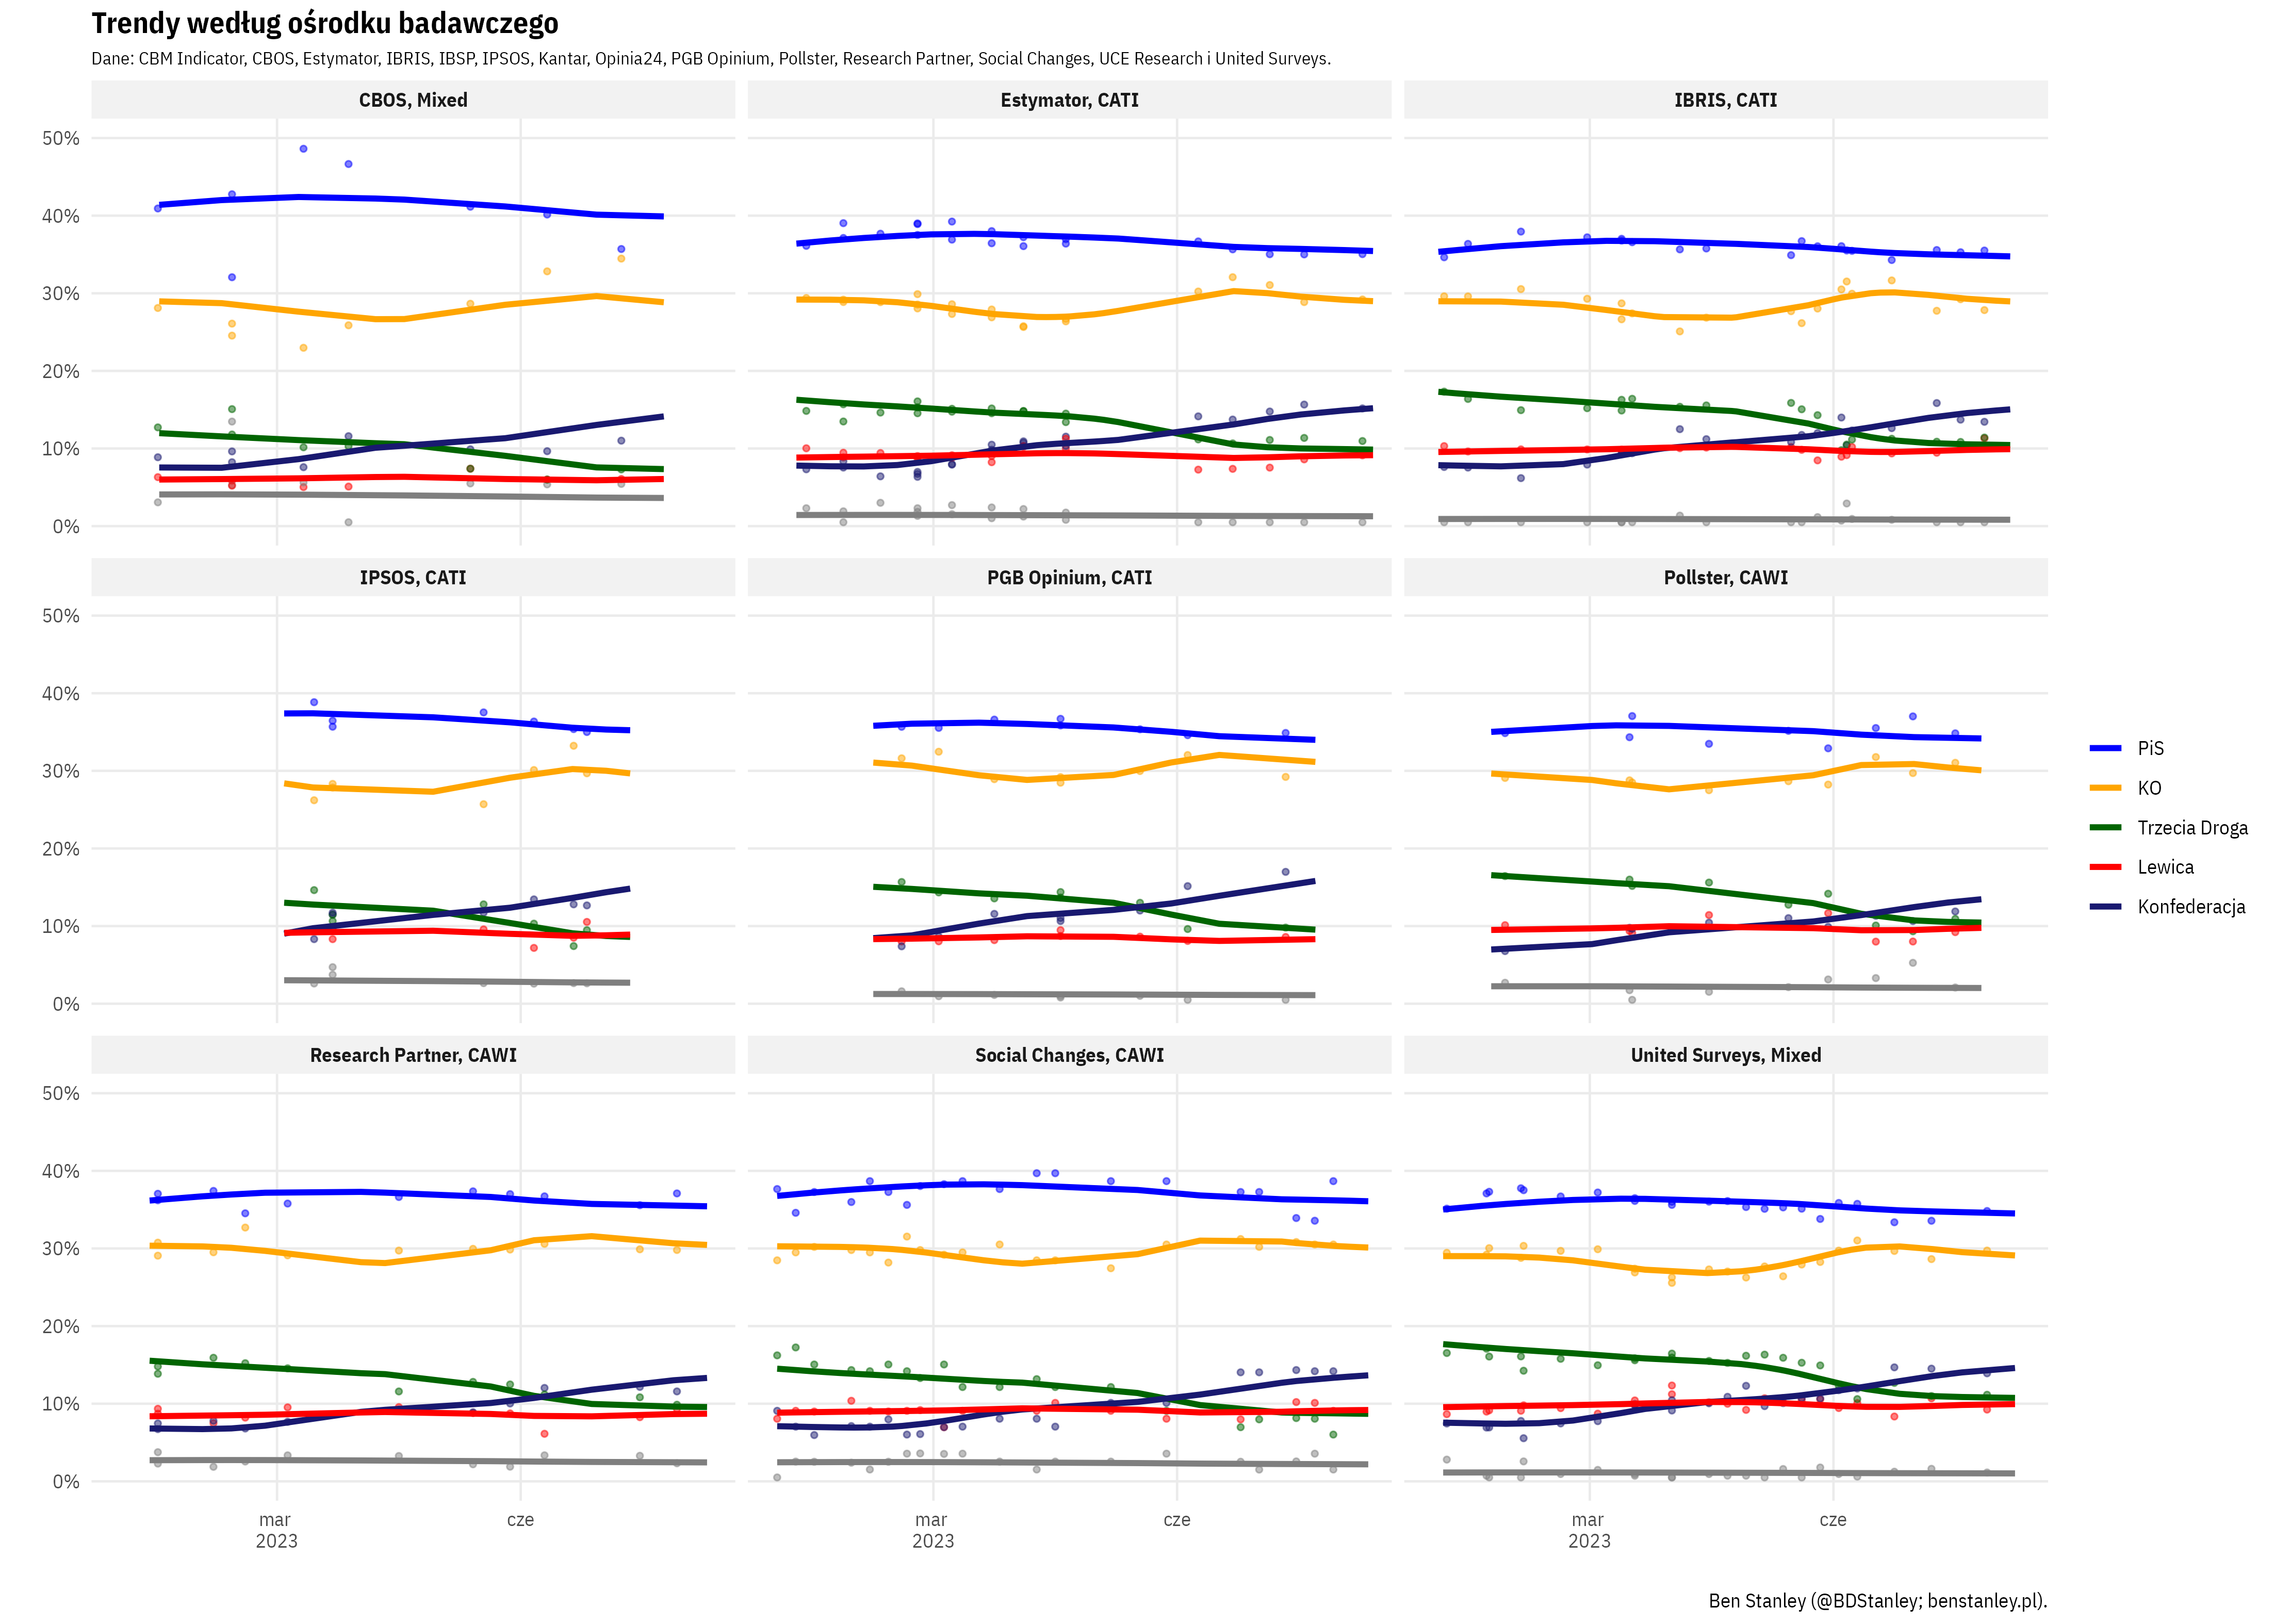 Trendy według ośrodku badawczego
Dane: CBM Indicator, CBOS, Estymator, IBRIS, IBSP, IPSOS, Kantar, Opinia24, PGB Opinium, Pollster, Research Partner, Social Changes, UCE Research i United Surveys.
CBOS, Mixed
Estymator, CATI
IBRIS, CATI
50%
40%
30%
20%
10%
0%
IPSOS, CATI
PGB Opinium, CATI
Pollster, CAWI
50%
40%
30%
20%
10%
0%
PiS
KO
Trzecia Droga
Lewica
Konfederacja
Research Partner, CAWI
Social Changes, CAWI
United Surveys, Mixed
50%
40%
30%
20%
10%
0%
mar
2023
cze
mar
2023
cze
mar
2023
cze
Ben Stanley (@BDStanley; benstanley.pl).